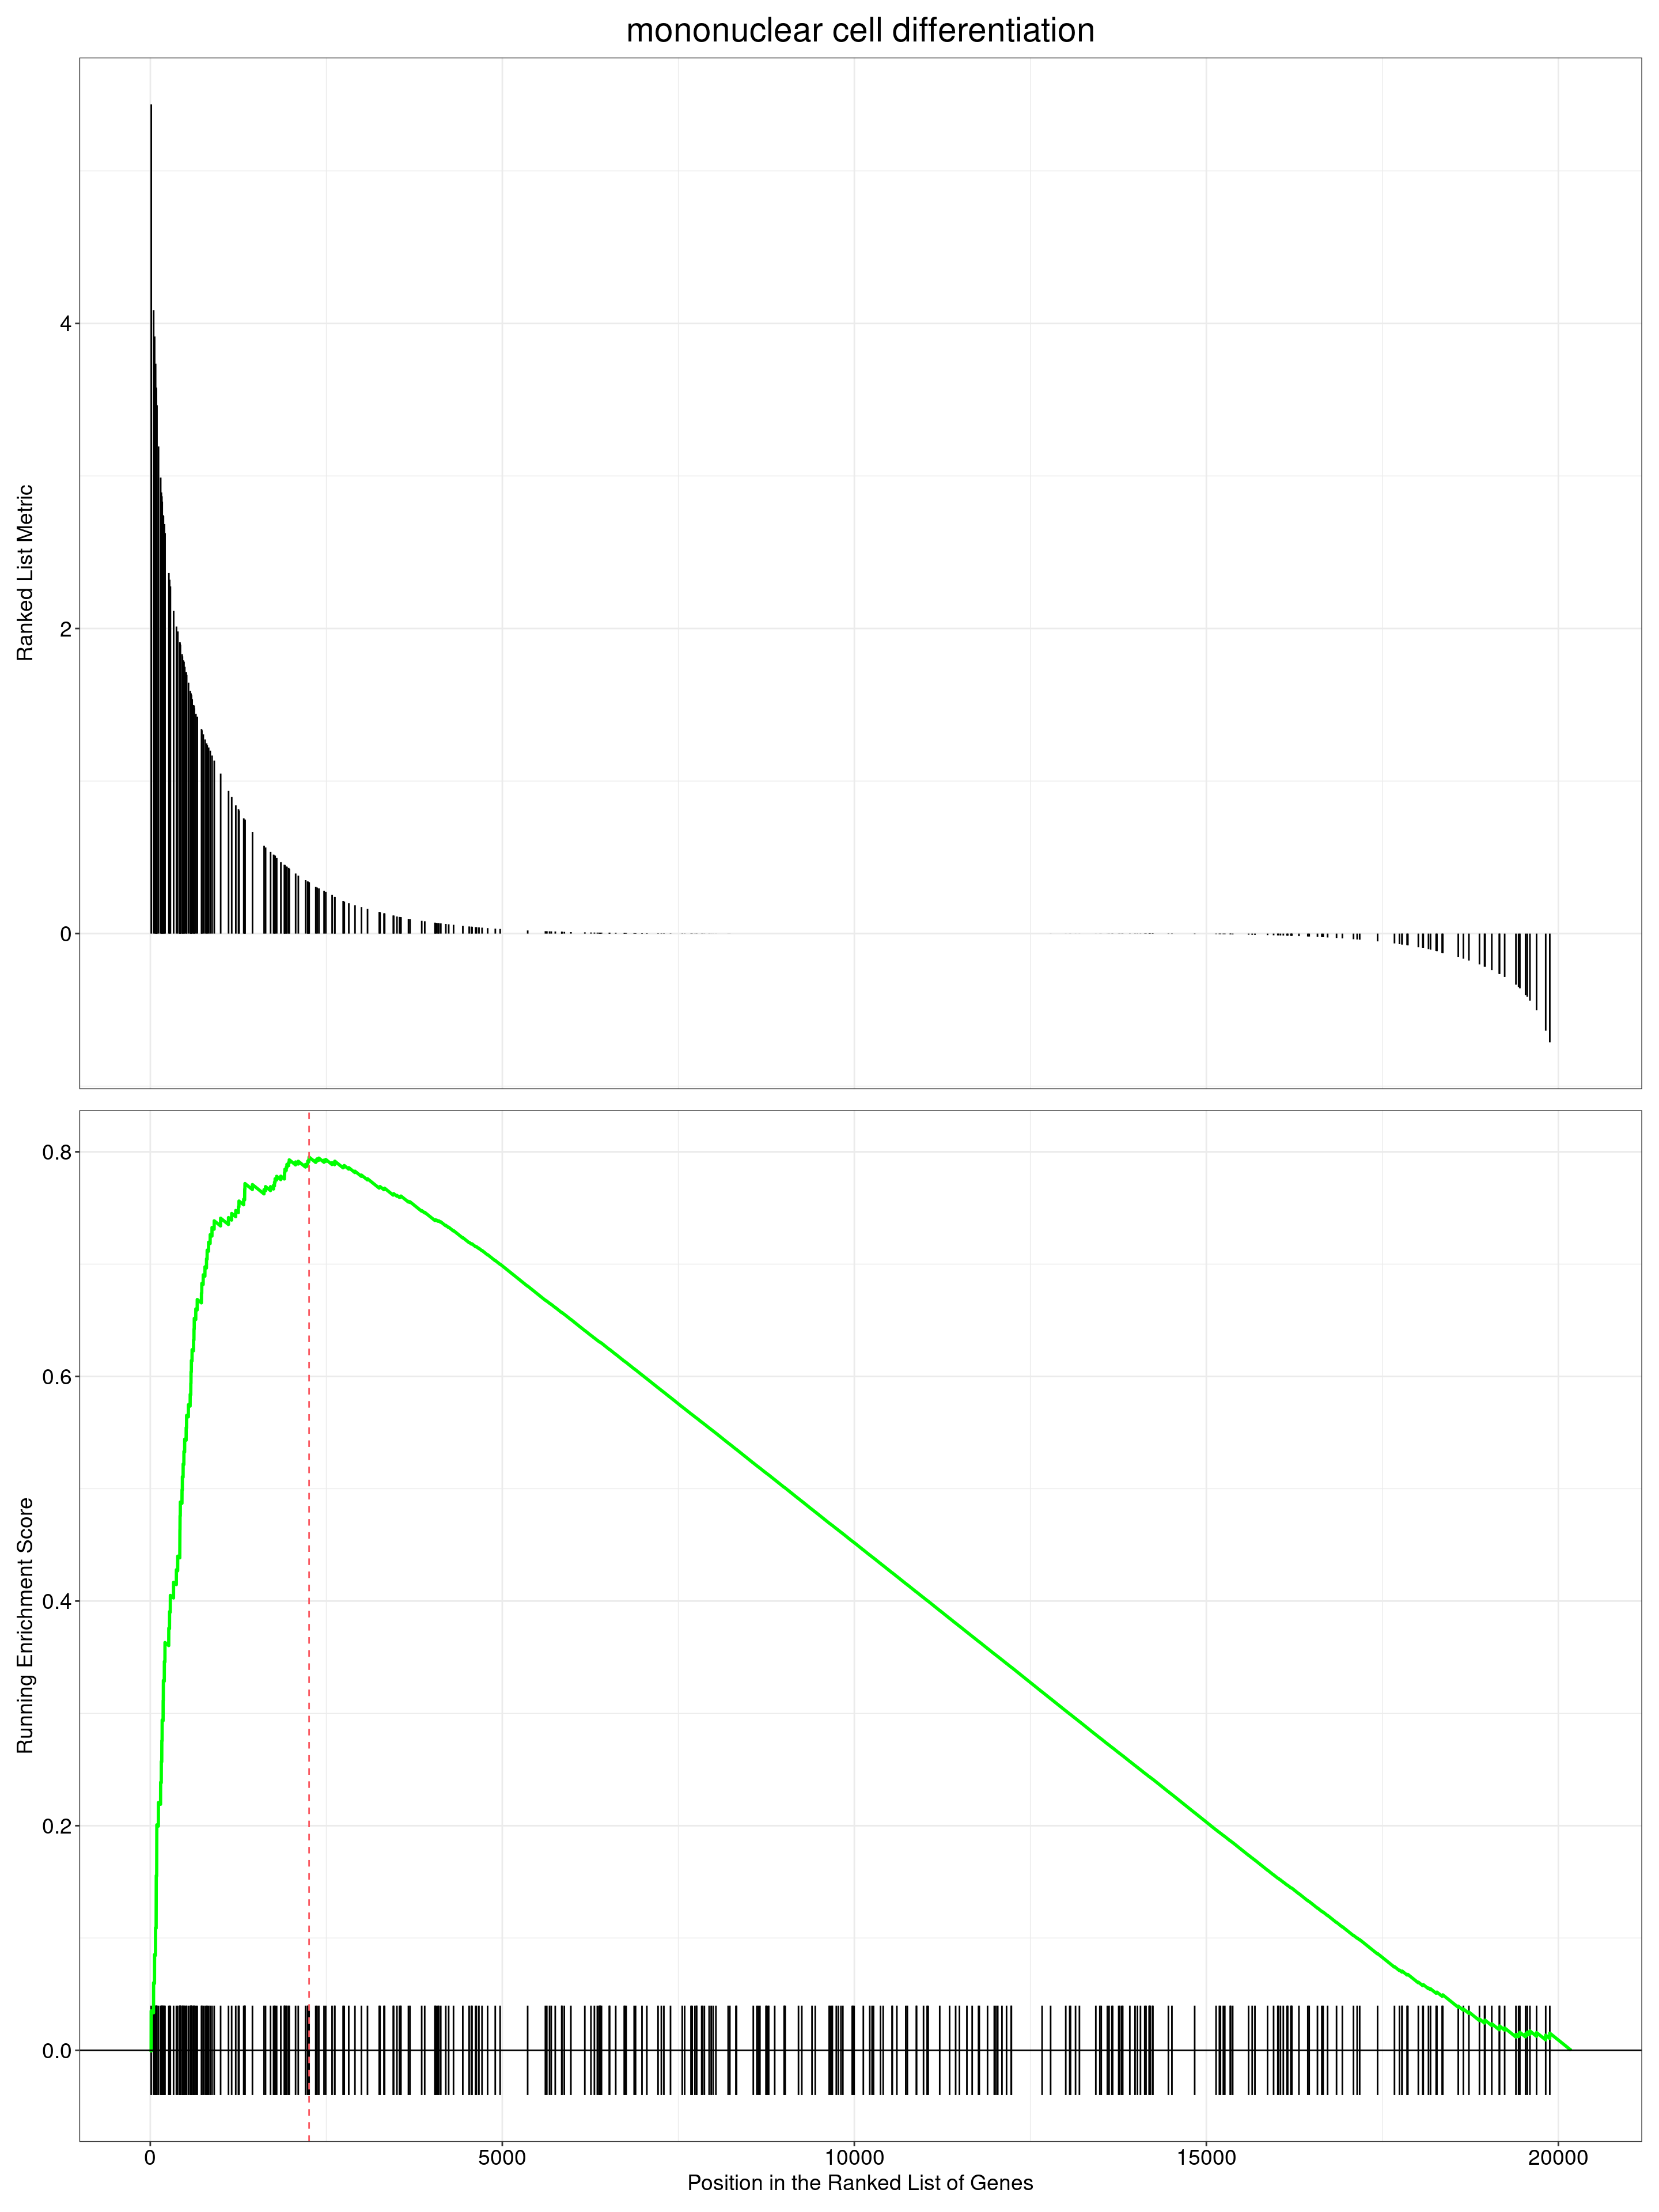 mononuclear cell differentiation
Ranked List Metric
4
2
0
Running Enrichment Score
0.8
0.6
0.4
0.2
0.0
0 5000 10000 15000 20000
Position in the Ranked List of Genes